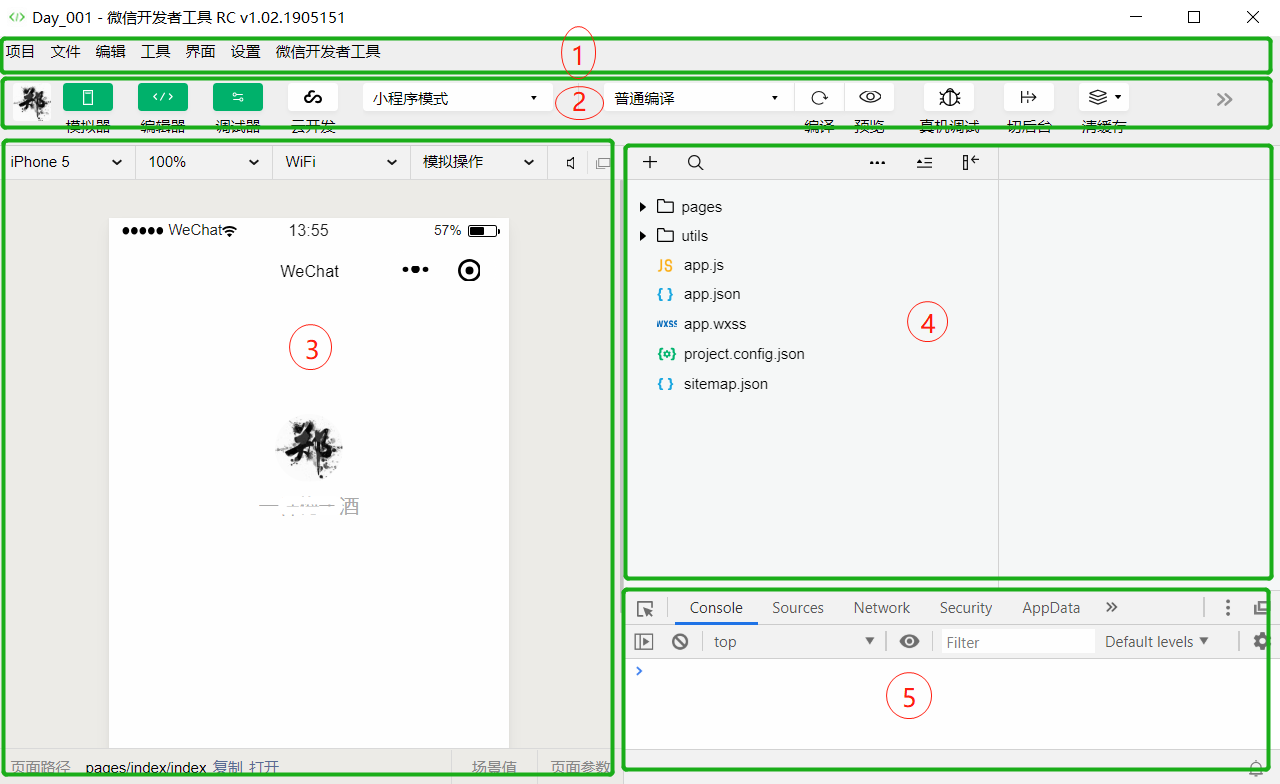 Day_001 - 微信开发者工具 RC v1.02.1905151
项目 文件 编辑 工具 界面 设置 微信开发者工具
1
郑 小程序模式 2 普通编译
模拟器 编辑器 调试器 云开发 编译 预览 真机调试 切后台 清缓存
iPhone 5 100% WiFi 模拟操作
WeChat 13:55 57%
WeChat
3
郑
一 酒
页面路径 pages/index/index 复制 打开 场景值 页面参数
pages
utils
JS app.js
{ } app.json
wxss app.wxss
project.config.json
{ } sitemap.json
4
Console Sources Network Security AppData
top Filter Default levels
5